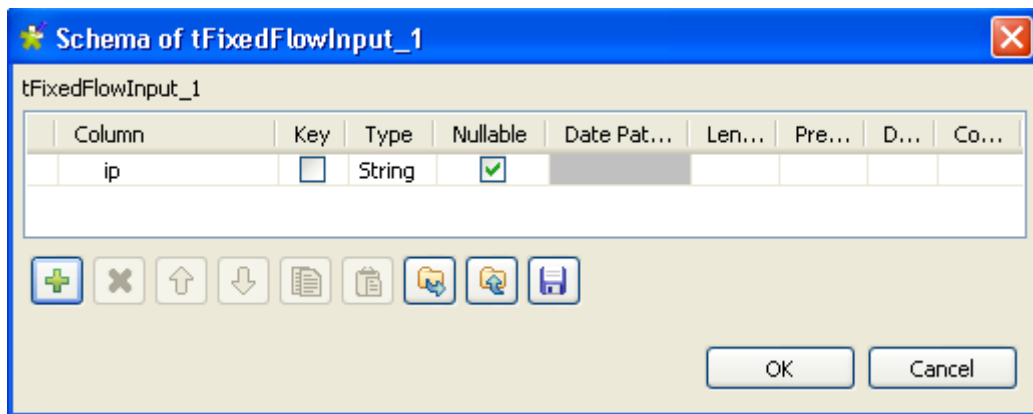 Schema of tFixedFlowInput_1
tFixedFlowInput_1
Column Key Type Nullable Date Pat... Len... Pre... D... Co...
ip String
OK Cancel